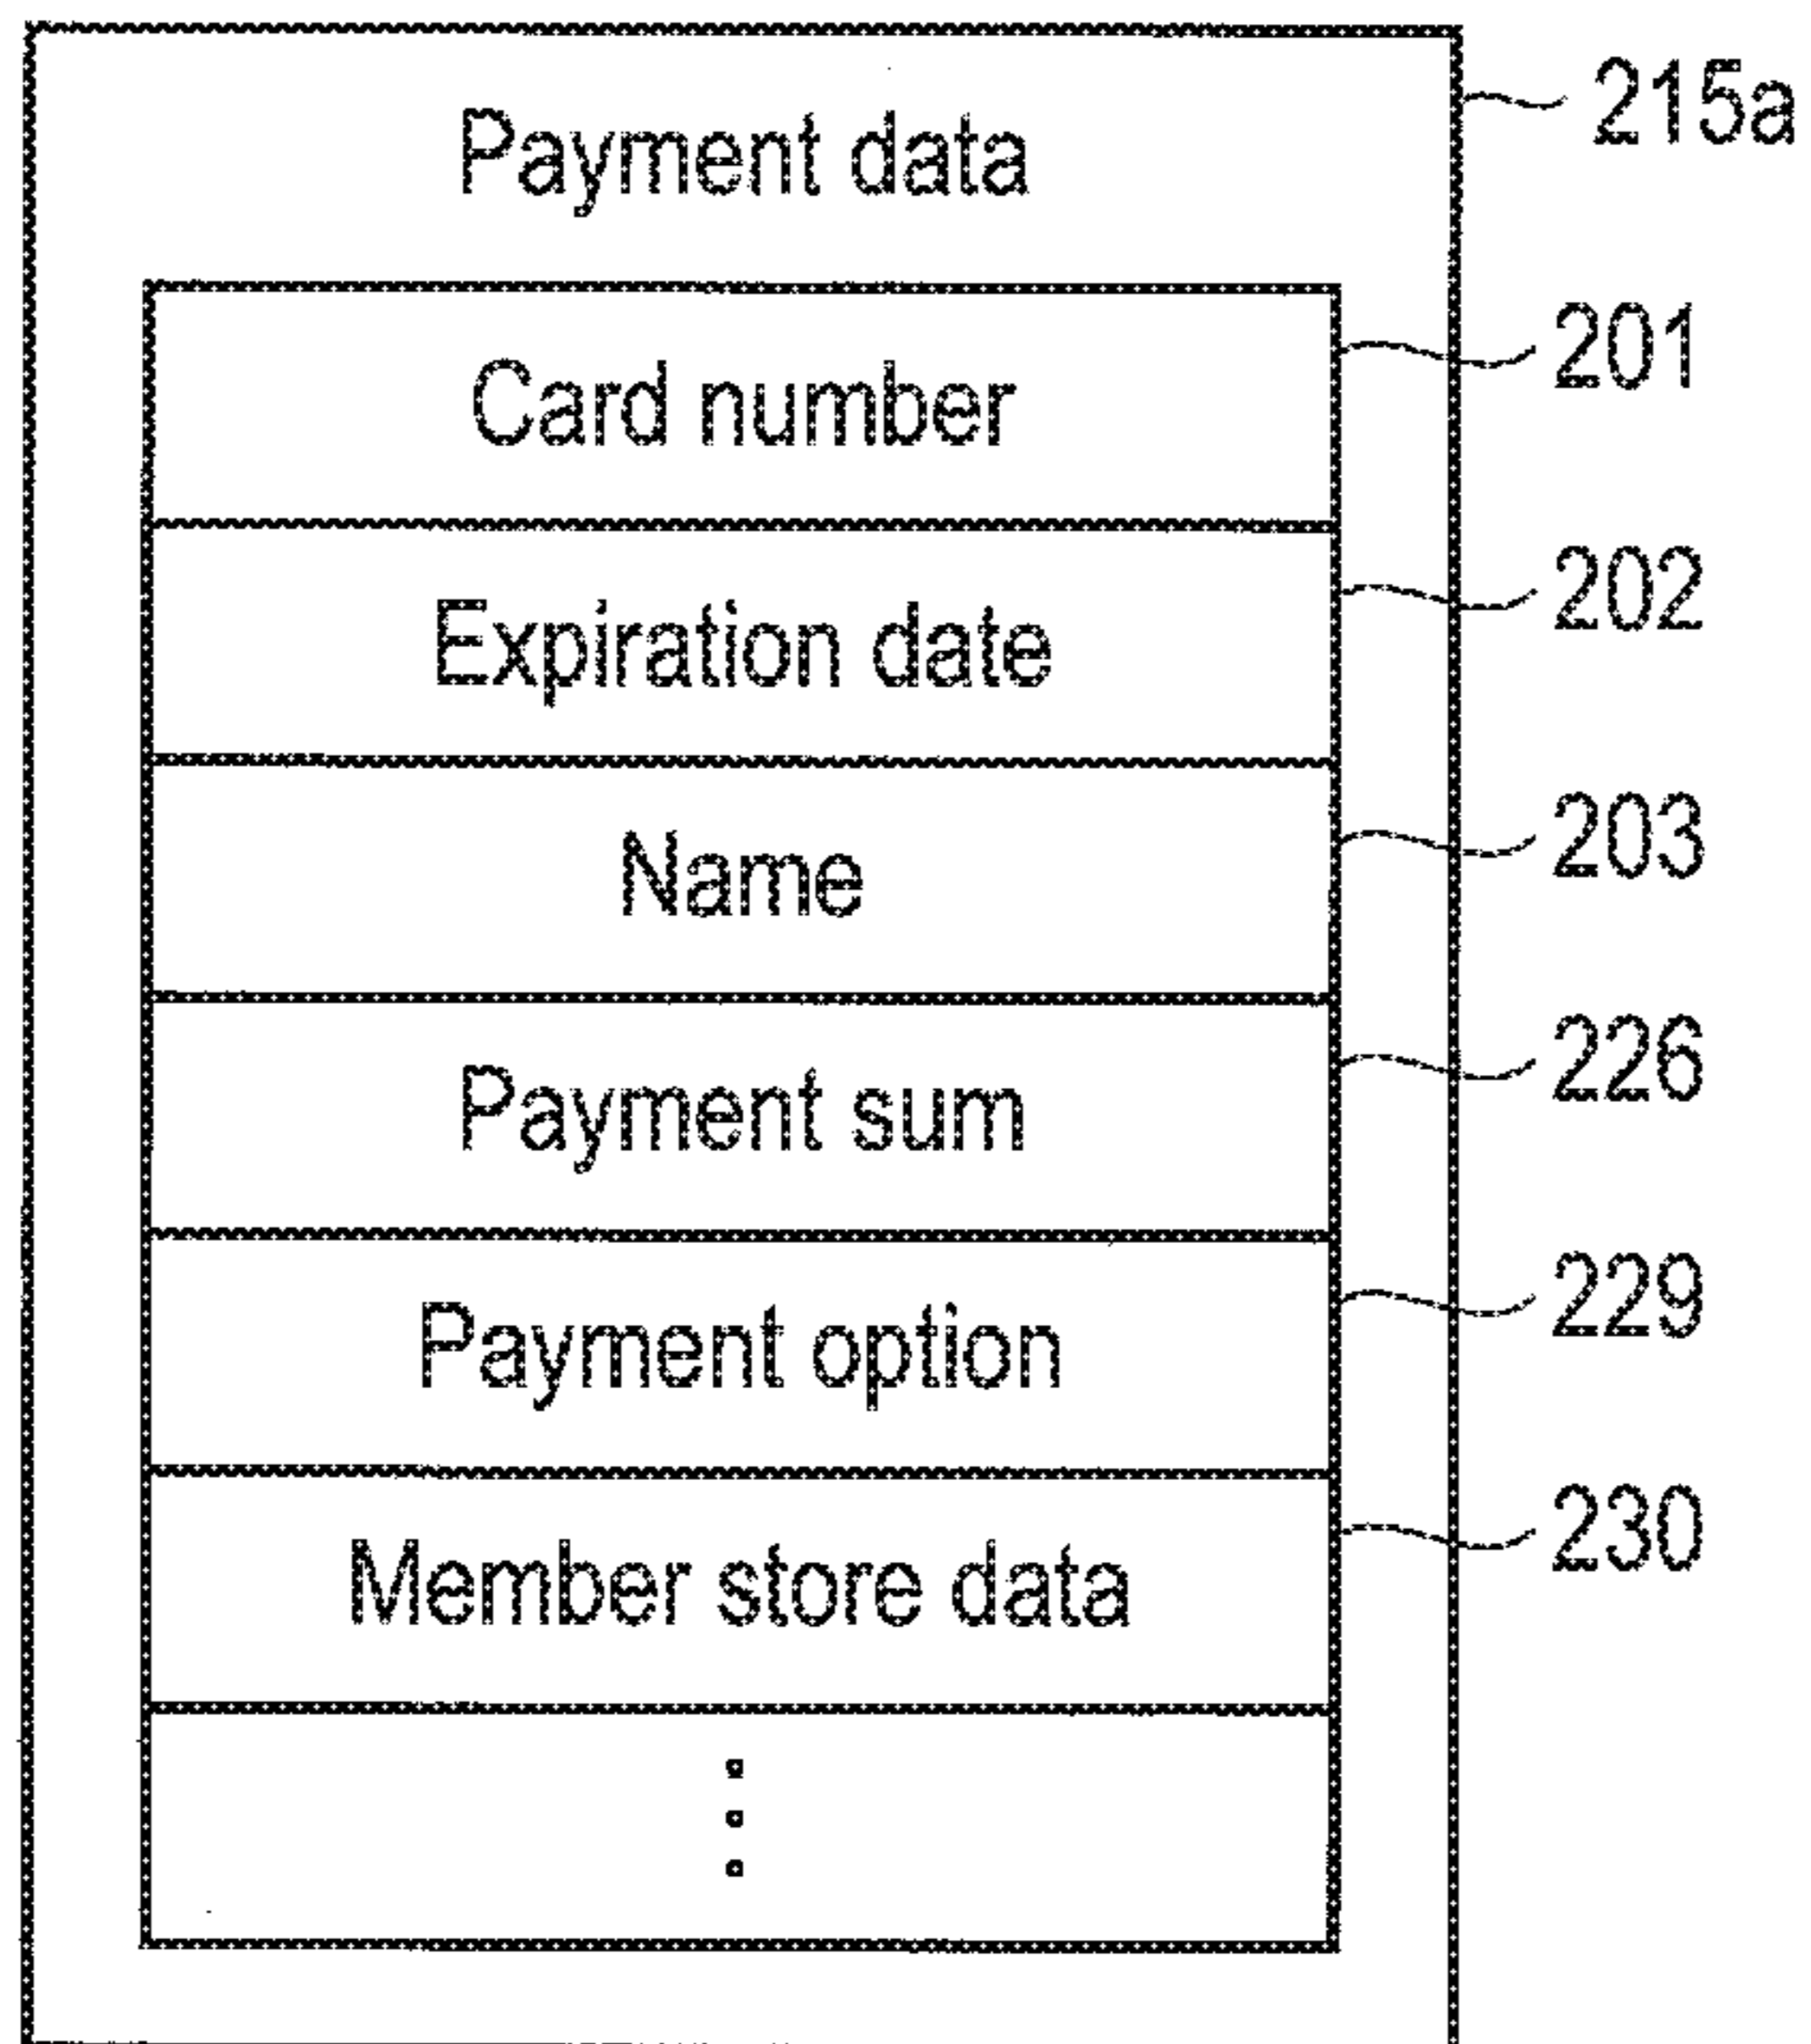 Payment data 215a
Card number 201
Expiration date 202
Name 203
Payment sum 226
Payment option 229
Member store data 230